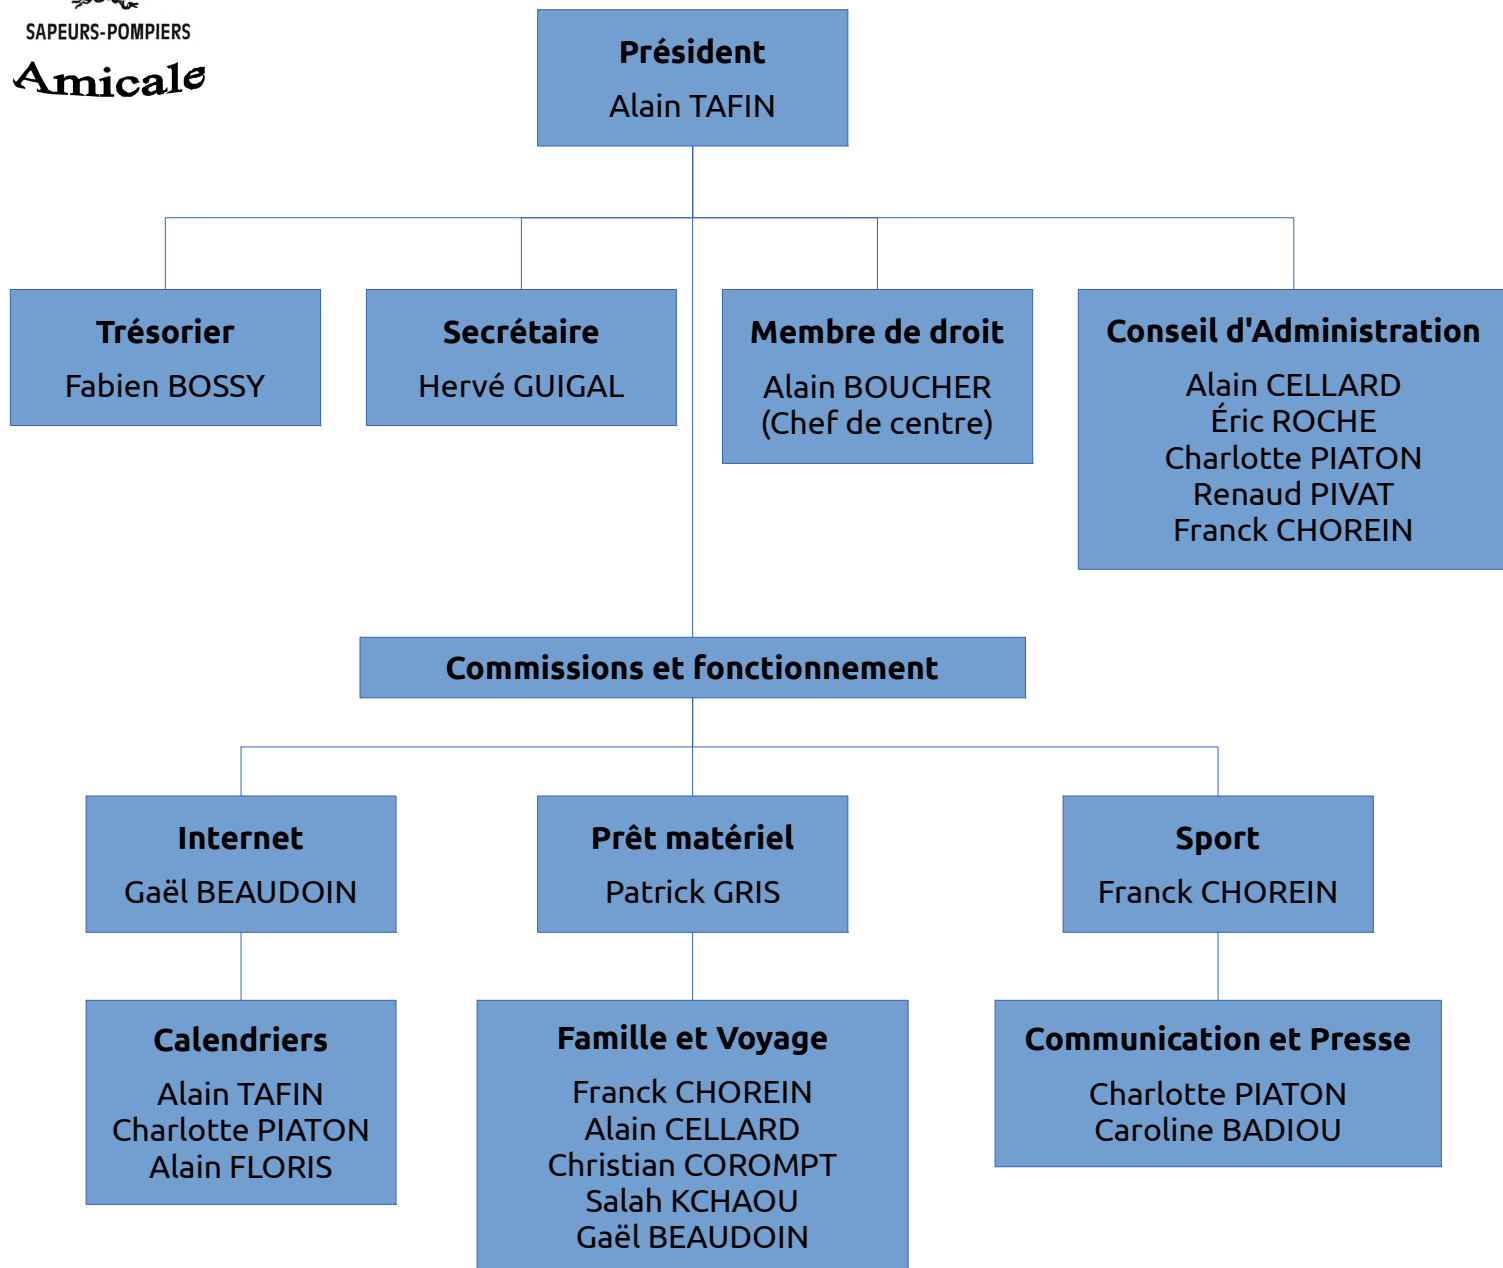 SAPEURS-POMPIERS
Amicale
Président
Alain TAFIN
Trésorier
Fabien BOSSY
Secrétaire
Hervé GUIGAL
Membre de droit
Alain BOUCHER
(Chef de centre)
Conseil d'Administration
Alain CELLARD
Éric ROCHE
Charlotte PIATON
Renaud PIVAT
Franck CHOREIN
Commissions et fonctionnement
Internet
Gaël BEAUDOIN
Prêt matériel
Patrick GRIS
Sport
Franck CHOREIN
Calendriers
Alain TAFIN
Charlotte PIATON
Alain FLORIS
Famille et Voyage
Franck CHOREIN
Alain CELLARD
Christian COROMPT
Salah KCHAOU
Gaël BEAUDOIN
Communication et Presse
Charlotte PIATON
Caroline BADIOU